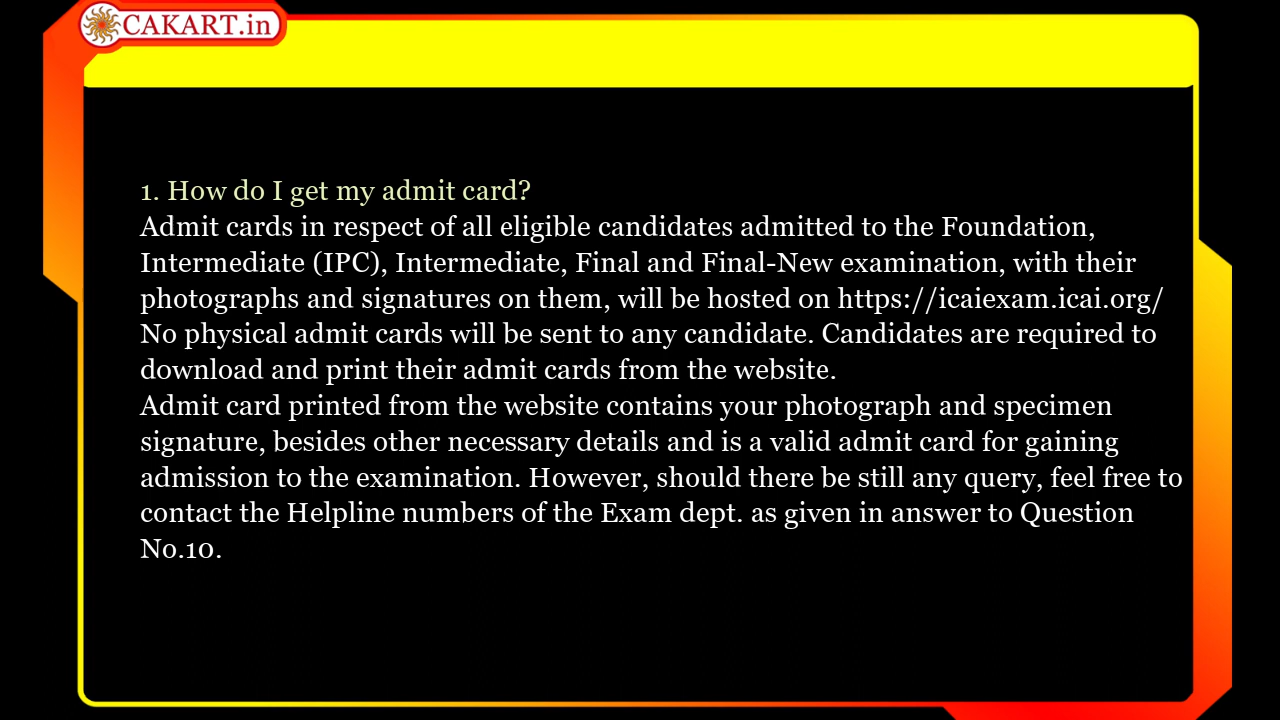 CAKART.in
1. How do I get my admit card?
Admit cards in respect of all eligible candidates admitted to the Foundation,
Intermediate (IPC), Intermediate, Final and Final-New examination, with their
photographs and signatures on them, will be hosted on https://icaiexam.icai.org/
No physical admit cards will be sent to any candidate. Candidates are required to
download and print their admit cards from the website.
Admit card printed from the website contains your photograph and specimen
signature, besides other necessary details and is a valid admit card for gaining
admission to the examination. However, should there be still any query, feel free to
contact the Helpline numbers of the Exam dept. as given in answer to Question
No.10.